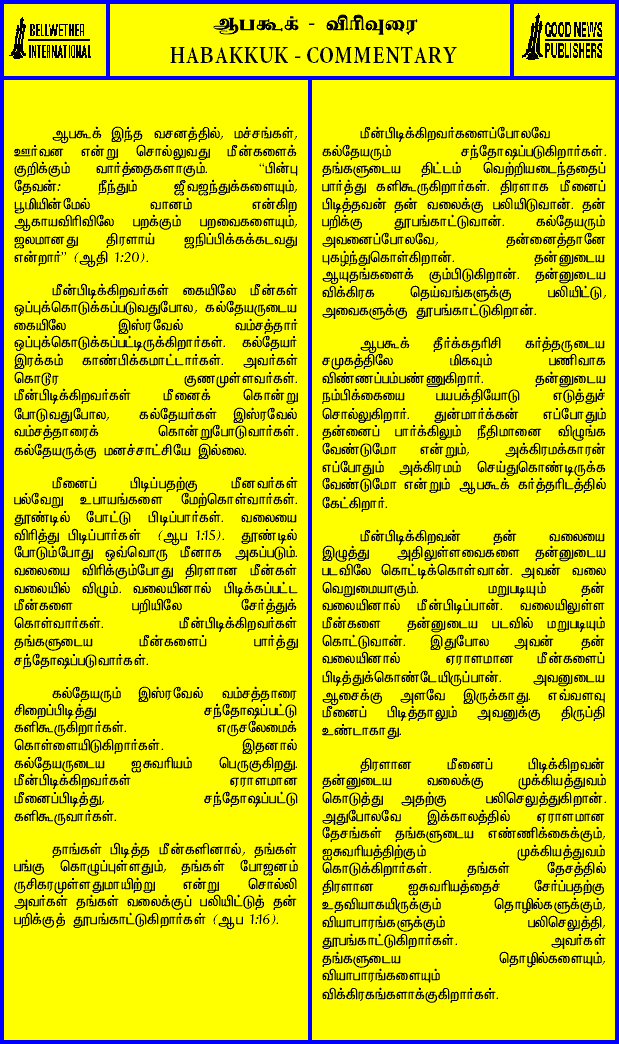 BELLWETHER
INTERNATIONAL
ஆபகூக் - விரிவுரை
HABAKKUK - COMMENTARY
GOOD NEWS
PUBLISHERS
ஆபகூக் இந்த வசனத்தில், மச்சங்கள்,
ஊர்வன என்று சொல்லுவது மீன்களைக்
குறிக்கும் வார்த்தைகளாகும். “பின்பு
தேவன்: நீந்தும் ஜீவஜந்துக்களையும்,
பூமியின்மேல் வானம் என்கிற
ஆகாயவிரிவிலே பறக்கும் பறவைகளையும்,
ஜலமானது திரளாய் ஜநிப்பிக்கக்கடவது
என்றார்” (ஆதி 1:20).
மீன்பிடிக்கிறவர்கள் கையிலே மீன்கள்
ஒப்புக்கொடுக்கப்படுவதுபோல, கல்தேயருடைய
கையிலே இஸ்ரவேல் வம்சத்தார்
ஒப்புக்கொடுக்கப்பட்டிருக்கிறார்கள். கல்தேயர்
இரக்கம் காண்பிக்கமாட்டார்கள். அவர்கள்
கொடூர குணமுள்ளவர்கள்.
மீன்பிடிக்கிறவர்கள் மீனைக் கொன்று
போடுவதுபோல, கல்தேயர்கள் இஸ்ரவேல்
வம்சத்தாரைக் கொன்றுபோடுவார்கள்.
கல்தேயருக்கு மனச்சாட்சியே இல்லை.
மீனைப் பிடிப்பதற்கு மீனவர்கள்
பல்வேறு உபாயங்களை மேற்கொள்வார்கள்.
தூண்டில் போட்டு பிடிப்பார்கள். வலையை
விரித்து பிடிப்பார்கள் (ஆப 1:15). தூண்டில்
போடும்போது ஒவ்வொரு மீனாக அகப்படும்.
வலையை விரிக்கும்போது திரளான மீன்கள்
வலையில் விழும். வலையினால் பிடிக்கப்பட்ட
மீன்களை பறியிலே சேர்த்துக்
கொள்வார்கள். மீன்பிடிக்கிறவர்கள்
தங்களுடைய மீன்களைப் பார்த்து
சந்தோஷப்படுவார்கள்.
கல்தேயரும் இஸ்ரவேல் வம்சத்தாரை
சிறைப்பிடித்து சந்தோஷப்பட்டு
களிகூருகிறார்கள். எருசலேமைக்
கொள்ளையிடுகிறார்கள். இதனால்
கல்தேயருடைய ஐசுவரியம் பெருகுகிறது.
மீன்பிடிக்கிறவர்கள் ஏராளமான
மீனைப்பிடித்து, சந்தோஷப்பட்டு
களிகூருவார்கள்.
தாங்கள் பிடித்த மீன்களினால், தங்கள்
பங்கு கொழுப்புள்ளதும், தங்கள் போஜனம்
ருசிகரமுள்ளதுமாயிற்று என்று சொல்லி
அவர்கள் தங்கள் வலைக்குப் பலியிட்டுத் தன்
பறிக்குத் தூபங்காட்டுகிறார்கள் (ஆப 1:16).
மீன்பிடிக்கிறவர்களைப்போலவே
கல்தேயரும் சந்தோஷப்படுகிறார்கள்.
தங்களுடைய திட்டம் வெற்றியடைந்ததைப்
பார்த்து களிகூருகிறார்கள். திரளாக மீனைப்
பிடித்தவன் தன் வலைக்கு பலியிடுவான். தன்
பறிக்கு தூபங்காட்டுவான். கல்தேயரும்
அவனைப்போலவே, தன்னைத்தானே
புகழ்ந்துகொள்கிறான். தன்னுடைய
ஆயுதங்களைக் கும்பிடுகிறான். தன்னுடைய
விக்கிரக தெய்வங்களுக்கு பலியிட்டு,
அவைகளுக்கு தூபங்காட்டுகிறான்.
ஆபகூக் தீர்க்கதரிசி கர்த்தருடைய
சமுகத்திலே மிகவும் பணிவாக
விண்ணப்பம்பண்ணுகிறார். தன்னுடைய
நம்பிக்கையை பயபக்தியோடு எடுத்துச்
சொல்லுகிறார். துன்மார்க்கன் எப்போதும்
தன்னைப் பார்க்கிலும் நீதிமானை விழுங்க
வேண்டுமோ என்றும், அக்கிரமக்காரன்
எப்போதும் அக்கிரமம் செய்துகொண்டிருக்க
வேண்டுமோ என்றும் ஆபகூக் கர்த்தரிடத்தில்
கேட்கிறார்.
மீன்பிடிக்கிறவன் தன் வலையை
இழுத்து அதிலுள்ளவைகளை தன்னுடைய
படவிலே கொட்டிக்கொள்வான். அவன் வலை
வெறுமையாகும். மறுபடியும் தன்
வலையினால் மீன்பிடிப்பான். வலையிலுள்ள
மீன்களை தன்னுடைய படவில் மறுபடியும்
கொட்டுவான். இதுபோல அவன் தன்
வலையினால் ஏராளமான மீன்களைப்
பிடித்துக்கொண்டேயிருப்பான். அவனுடைய
ஆசைக்கு அளவே இருக்காது. எவ்வளவு
மீனைப் பிடித்தாலும் அவனுக்கு திருப்தி
உண்டாகாது.
திரளான மீனைப் பிடிக்கிறவன்
தன்னுடைய வலைக்கு முக்கியத்துவம்
கொடுத்து அதற்கு பலிசெலுத்துகிறான்.
அதுபோலவே இக்காலத்தில் ஏராளமான
தேசங்கள் தங்களுடைய எண்ணிக்கைக்கும்,
ஐசுவரியத்திற்கும் முக்கியத்துவம்
கொடுக்கிறார்கள். தங்கள் தேசத்தில்
திரளான ஐசுவரியத்தைச் சேர்ப்பதற்கு
உதவியாகயிருக்கும் தொழில்களுக்கும்,
வியாபாரங்களுக்கும் பலிசெலுத்தி,
தூபங்காட்டுகிறார்கள். அவர்கள்
தங்களுடைய தொழில்களையும்,
வியாபாரங்களையும்
விக்கிரகங்களாக்குகிறார்கள்.